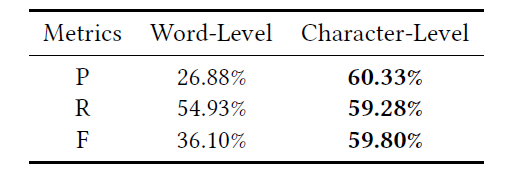 Metrics Word-Level Character-Level
P 26.88% 60.33%
R 54.93% 59.28%
F 36.10% 59.80%